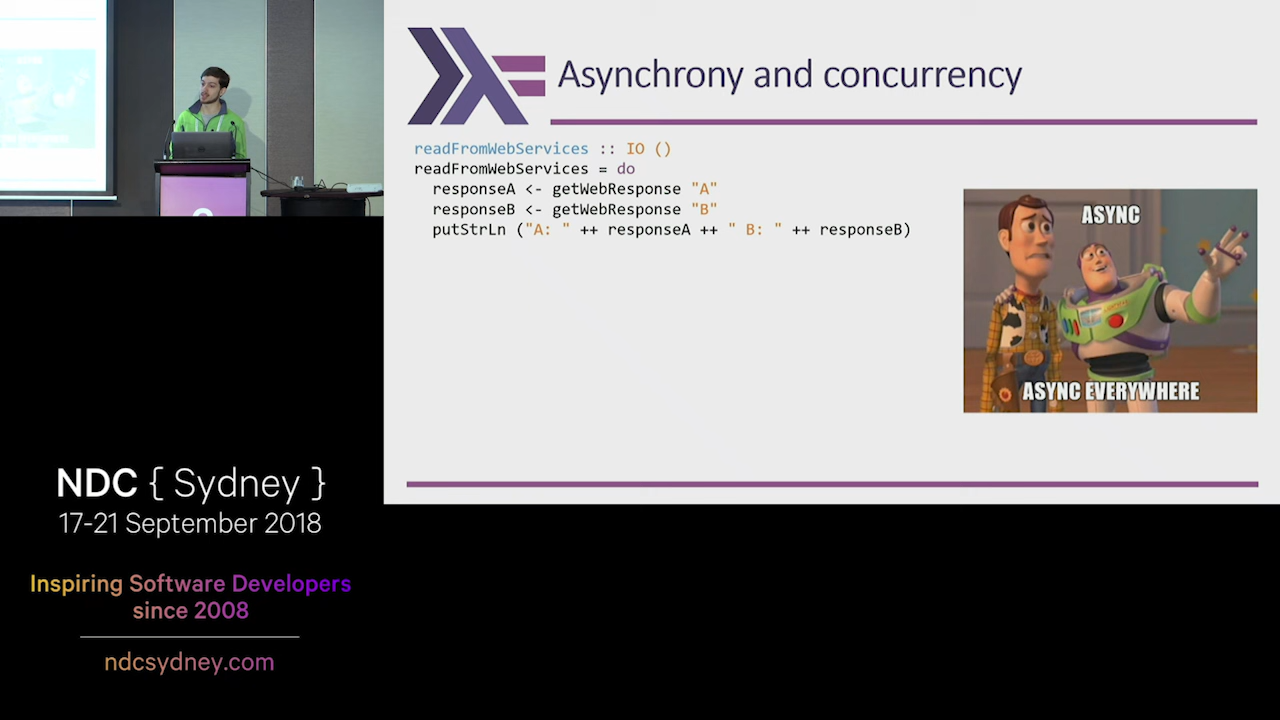 Asynchrony and concurrency
readFromWebServices :: IO ()
readFromWebServices = do
  responseA <- getWebResponse "A"
  responseB <- getWebResponse "B"
  putStrLn ("A: " ++ responseA ++ " B: " ++ responseB)
ASYNC
ASYNC EVERYWHERE
NDC { Sydney }
17-21 September 2018
Inspiring Software Developers
since 2008
ndcsydney.com